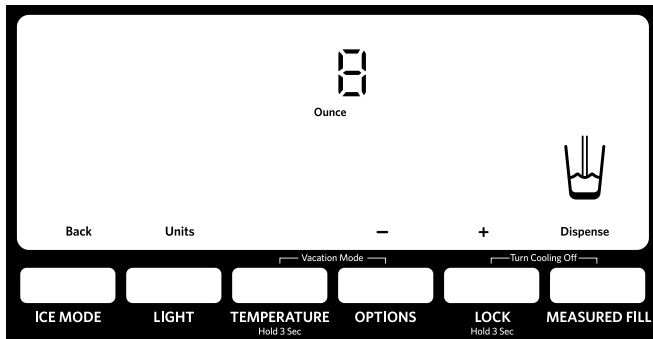 8
Ounce
Back Units − + Dispense
Vacation Mode Turn Cooling Off
ICE MODE LIGHT TEMPERATURE OPTIONS LOCK MEASURED FILL
Hold 3 Sec Hold 3 Sec